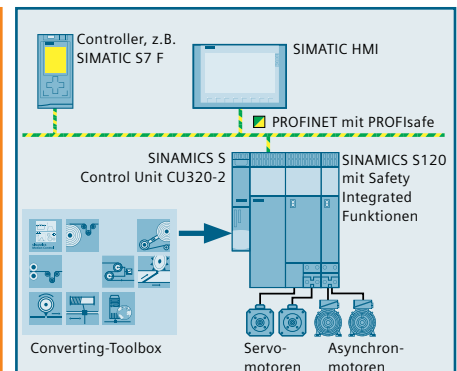 Controller, z.B.
SIMATIC S7 F
SIMATIC HMI
PROFINET mit PROFIsafe
SINAMICS S
Control Unit CU320-2
SINAMICS S120
mit Safety
Integrated
Funktionen
Converting-Toolbox
Servo-
motoren
Asynchron-
motoren